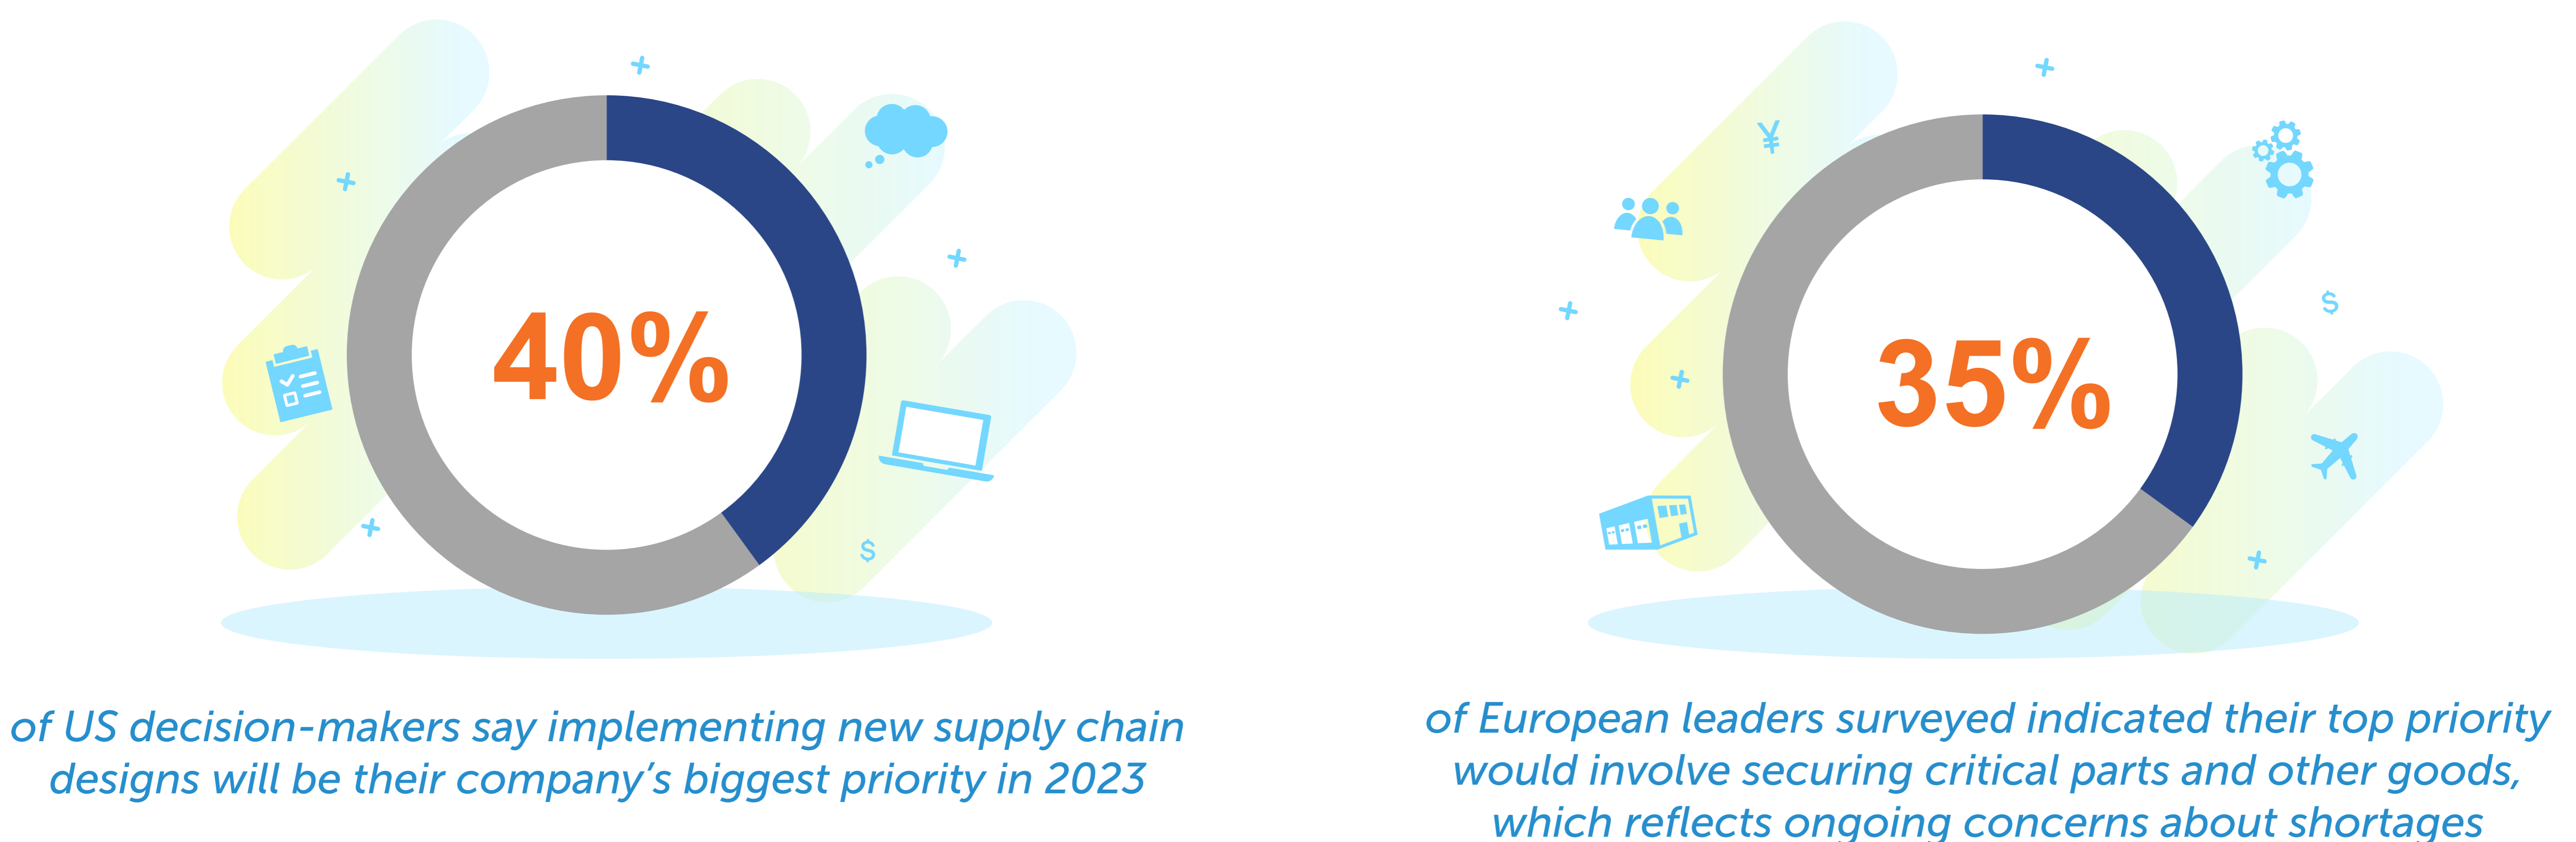 40%
of US decision-makers say implementing new supply chain
designs will be their company's biggest priority in 2023
¥
$
$
35%
of European leaders surveyed indicated their top priority
would involve securing critical parts and other goods,
which reflects ongoing concerns about shortages